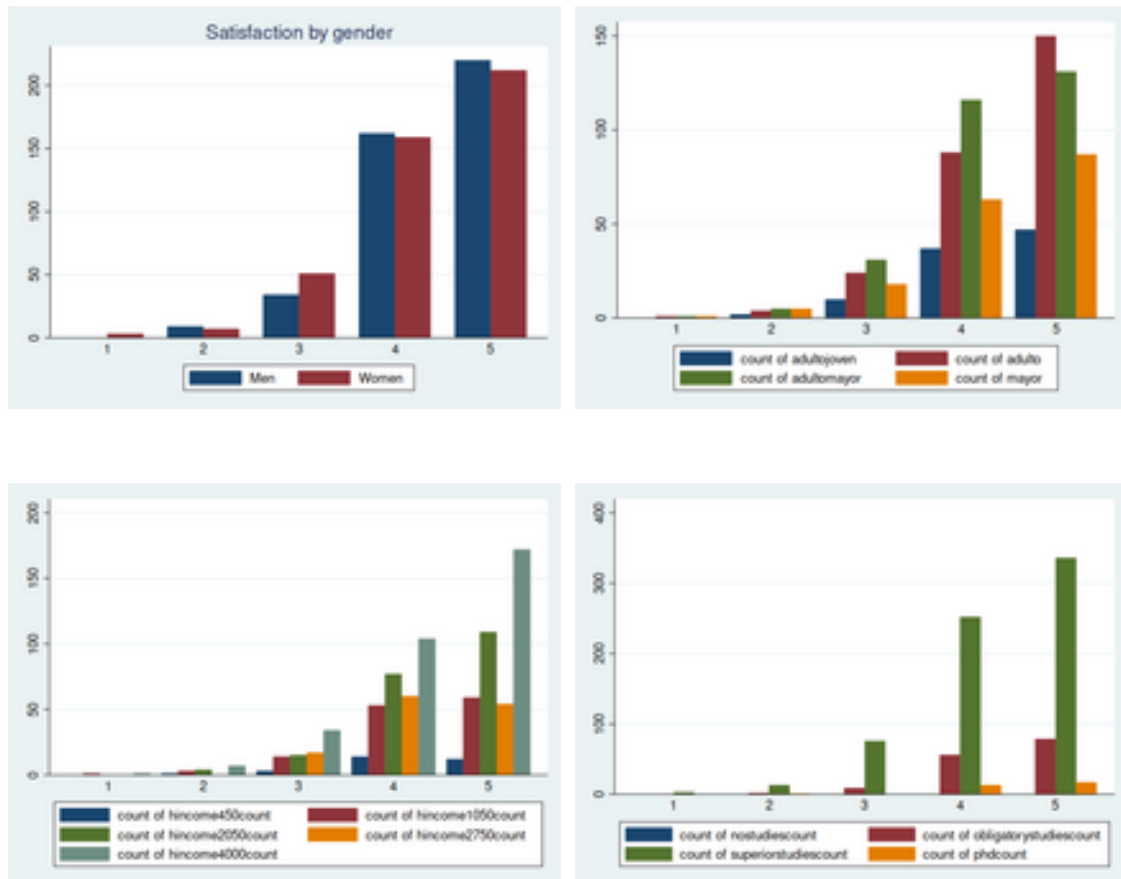 Satisfaction by gender
200
150
100
50
0
1 2 3 4 5
Men Women
150
100
50
0
1 2 3 4 5
count of adultojoven count of adulto
count of adultomayor count of mayor
200
150
100
50
0
1 2 3 4 5
count of hincome450count count of hincome1050count
count of hincome2050count count of hincome2750count
count of hincome4000count
400
300
200
100
0
1 2 3 4 5
count of nostudiescount count of obligatorystudiescount
count of superiorstudiescount count of phdcount